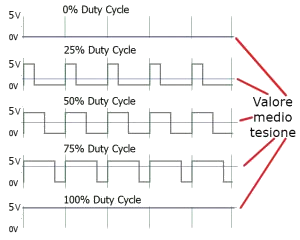 0% Duty Cycle
5V
0V
25% Duty Cycle
5V
0V
50% Duty Cycle
5V
0V
75% Duty Cycle
5V
0V
100% Duty Cycle
5V
0V
Valore
medio
tesione